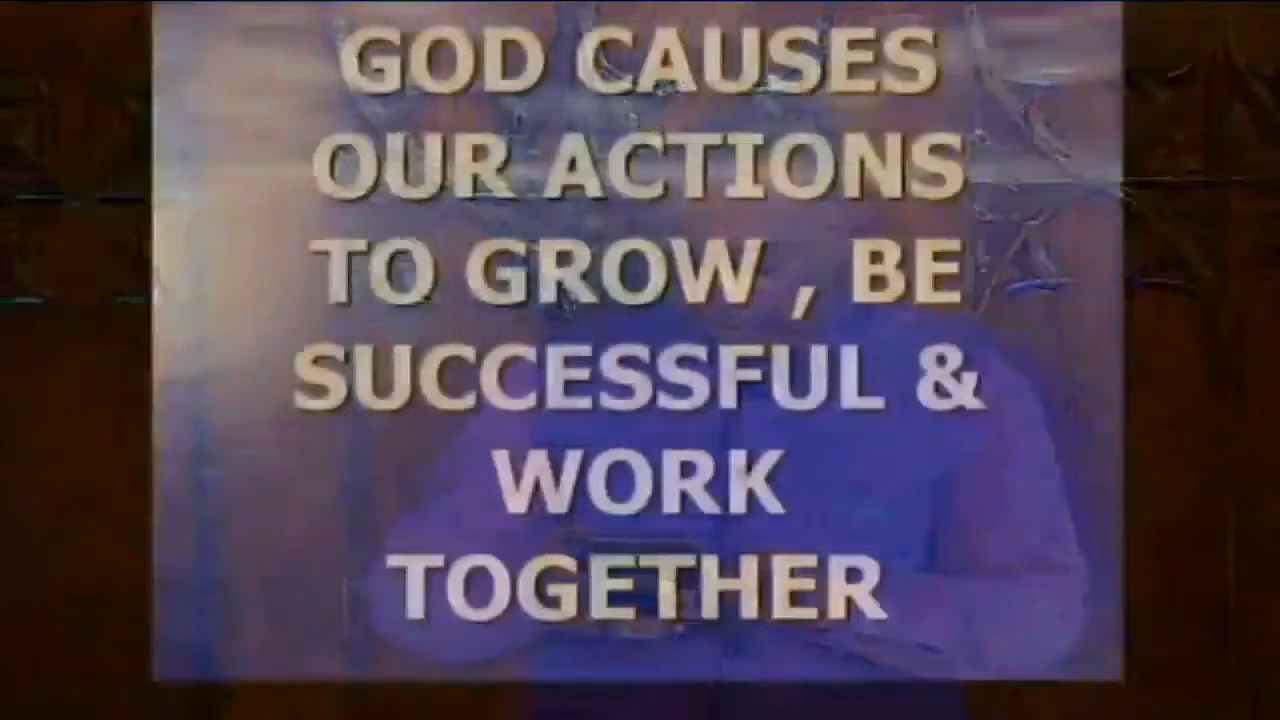 GOD CAUSES
OUR ACTIONS
TO GROW , BE
SUCCESSFUL &
WORK
TOGETHER